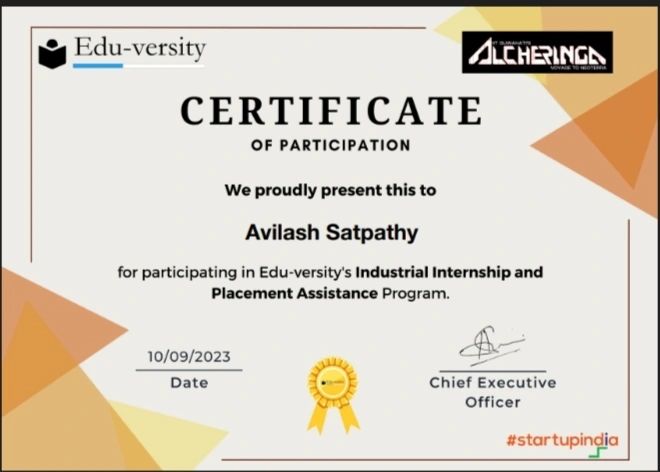 Edu-versity
IIT GUWAHATI'S
ALCHERINGA
VOYAGE TO NEOTERRA
CERTIFICATE
OF PARTICIPATION
We proudly present this to
Avilash Satpathy
for participating in Edu-versity's Industrial Internship and
Placement Assistance Program.
10/09/2023
Date
Chief Executive
Officer
#startupindia